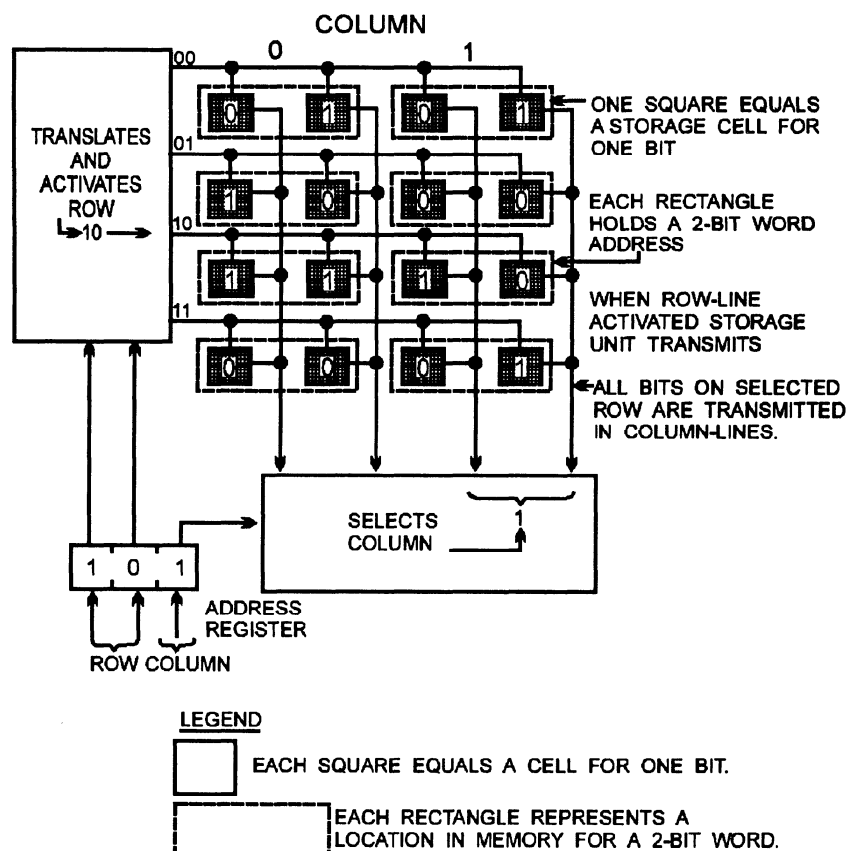 COLUMN
0 1
00
0 1 0 1
ONE SQUARE EQUALS
A STORAGE CELL FOR
ONE BIT
TRANSLATES
AND
ACTIVATES
ROW
10
01
1 0 0 0
EACH RECTANGLE
HOLDS A 2-BIT WORD
ADDRESS
10
1 1 1 0
WHEN ROW-LINE
ACTIVATED STORAGE
UNIT TRANSMITS
11
0 0 0 1
ALL BITS ON SELECTED
ROW ARE TRANSMITTED
IN COLUMN-LINES.
SELECTS
COLUMN
1
1 0 1
ADDRESS
REGISTER
ROW COLUMN
LEGEND
EACH SQUARE EQUALS A CELL FOR ONE BIT.
EACH RECTANGLE REPRESENTS A
LOCATION IN MEMORY FOR A 2-BIT WORD.